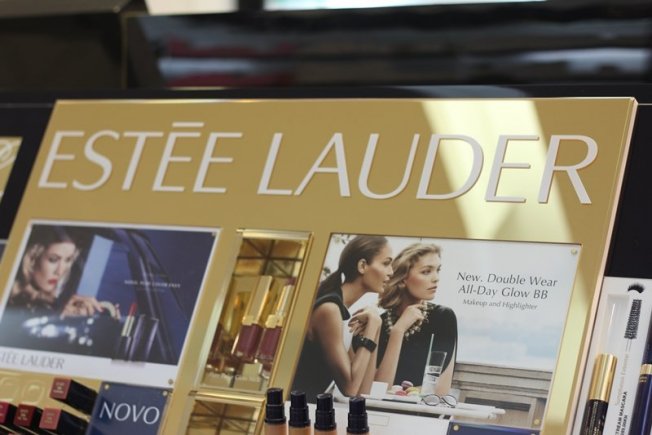 ESTĒE LAUDER
New. Double Wear
All-Day Glow BB
Makeup and Highlighter
ESTĒE LAUDER
NOVO